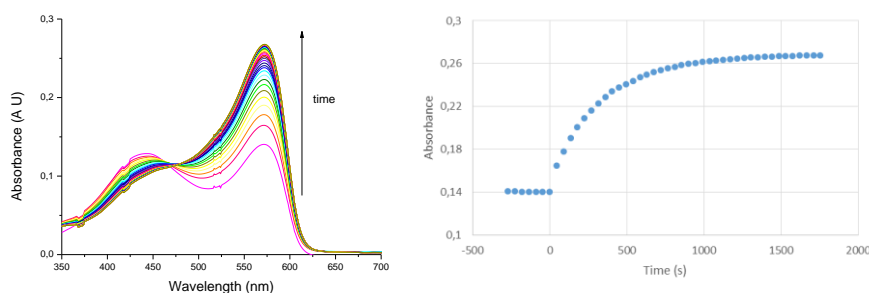 0,3
0,2
0,1
0,0
350 450 500 550 600 650 700
Absorbance (A U)
Wavelength (nm)
time
0,3
0,26
0,22
0,18
0,14
0,1
-500 0 500 1000 1500 2000
Absorbance
Time (s)